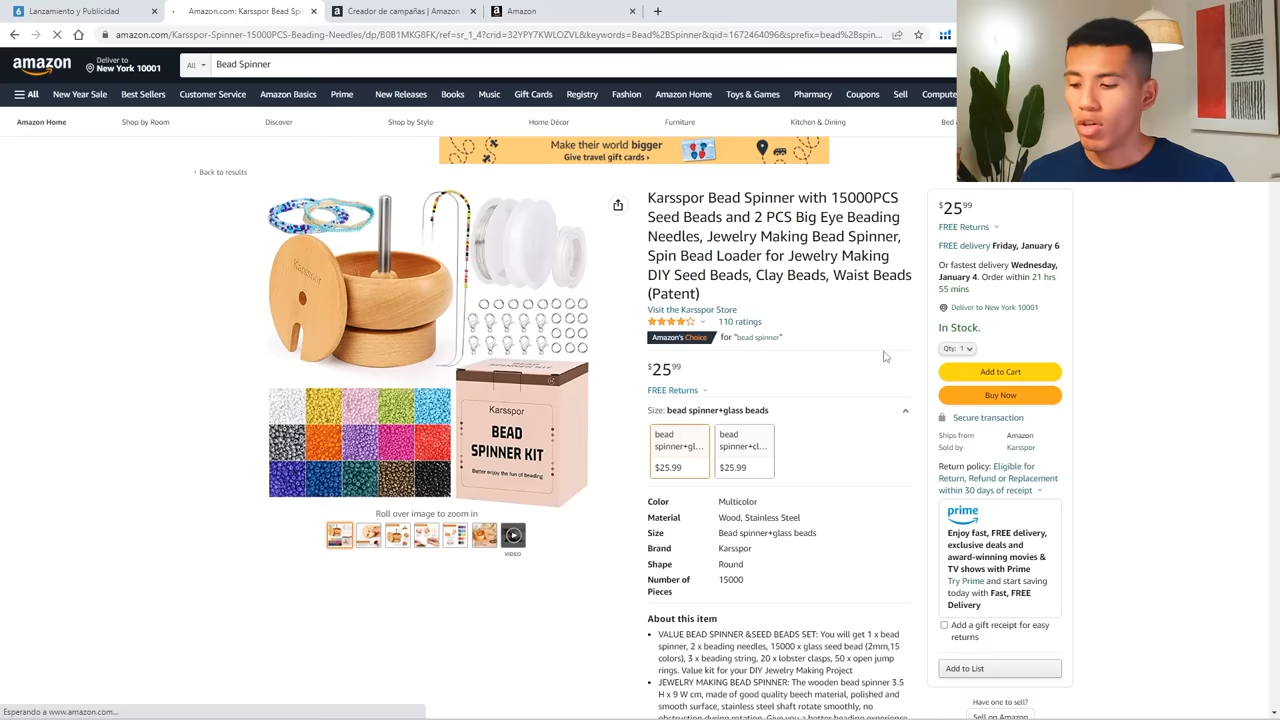 Lanzamiento y Publicidad
Amazon.com: Karsspor Bead Spin
Creador de campañas | Amazon
Amazon
amazon.com/Karsspor-Spinner-15000PCS-Beading-Needles/dp/B0B1MKG8FK/ref=sr_1_4?crid=32YPY7KWLOZVL&keywords=Bead%2BSpinner&qid=1672464096&sprefix=bead%2Bspin...
amazon
Deliver to
New York 10001
All
Bead Spinner
All
New Year Sale
Best Sellers
Customer Service
Amazon Basics
Prime
New Releases
Books
Music
Gift Cards
Registry
Fashion
Amazon Home
Toys & Games
Pharmacy
Coupons
Sell
Compute
Amazon Home
Shop by Room
Discover
Shop by Style
Home Décor
Furniture
Kitchen & Dining
Bed
Make their world bigger
Give travel gift cards ›
‹ Back to results
Karsspor
Karsspor
BEAD
SPINNER KIT
Better enjoy the fun of beading
Roll over image to zoom in
VIDEO
Karsspor Bead Spinner with 15000PCS
Seed Beads and 2 PCS Big Eye Beading
Needles, Jewelry Making Bead Spinner,
Spin Bead Loader for Jewelry Making
DIY Seed Beads, Clay Beads, Waist Beads
(Patent)
Visit the Karsspor Store
110 ratings
Amazon's Choice for "bead spinner"
$25.99
FREE Returns
Size: bead spinner+glass beads
bead
spinner+gl...
$25.99
bead
spinner+cl...
$25.99
Color Multicolor
Material Wood, Stainless Steel
Size Bead spinner+glass beads
Brand Karsspor
Shape Round
Number of
Pieces
15000
About this item
• VALUE BEAD SPINNER &SEED BEADS SET: You will get 1 x bead
spinner, 2 x beading needles, 15000 x glass seed bead (2mm,15
colors), 3 x beading string, 20 x lobster clasps, 50 x open jump
rings. Value kit for your DIY Jewelry Making Project
• JEWELRY MAKING BEAD SPINNER: The wooden bead spinner 3.5
H x 9 W cm, made of good quality beech material, polished and
smooth surface, stainless steel shaft rotate smoothly, no
obstruction during rotation. Give you a better beading experience
$25.99
FREE Returns
FREE delivery Friday, January 6
Or fastest delivery Wednesday,
January 4. Order within 21 hrs
55 mins
Deliver to New York 10001
In Stock.
Qty: 1
Add to Cart
Buy Now
Secure transaction
Ships from Amazon
Sold by Karsspor
Return policy: Eligible for
Return, Refund or Replacement
within 30 days of receipt
prime
Enjoy fast, FREE delivery,
exclusive deals and
award-winning movies &
TV shows with Prime
Try Prime and start saving
today with Fast, FREE
Delivery
Add a gift receipt for easy
returns
Add to List
Have one to sell?
Sell on Amazon
Esperando a www.amazon.com...